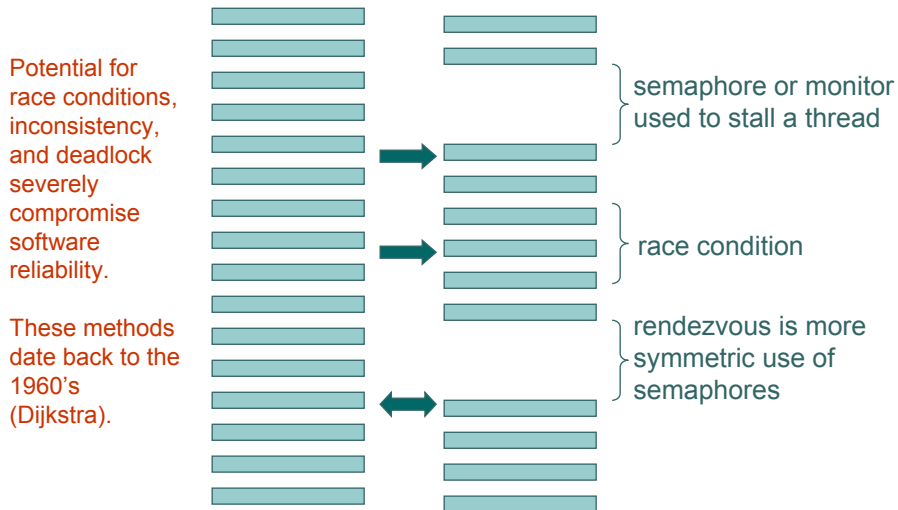 Potential for
race conditions,
inconsistency,
and deadlock
severely
compromise
software
reliability.
These methods
date back to the
1960's
(Dijkstra).
semaphore or monitor
used to stall a thread
race condition
rendezvous is more
symmetric use of
semaphores